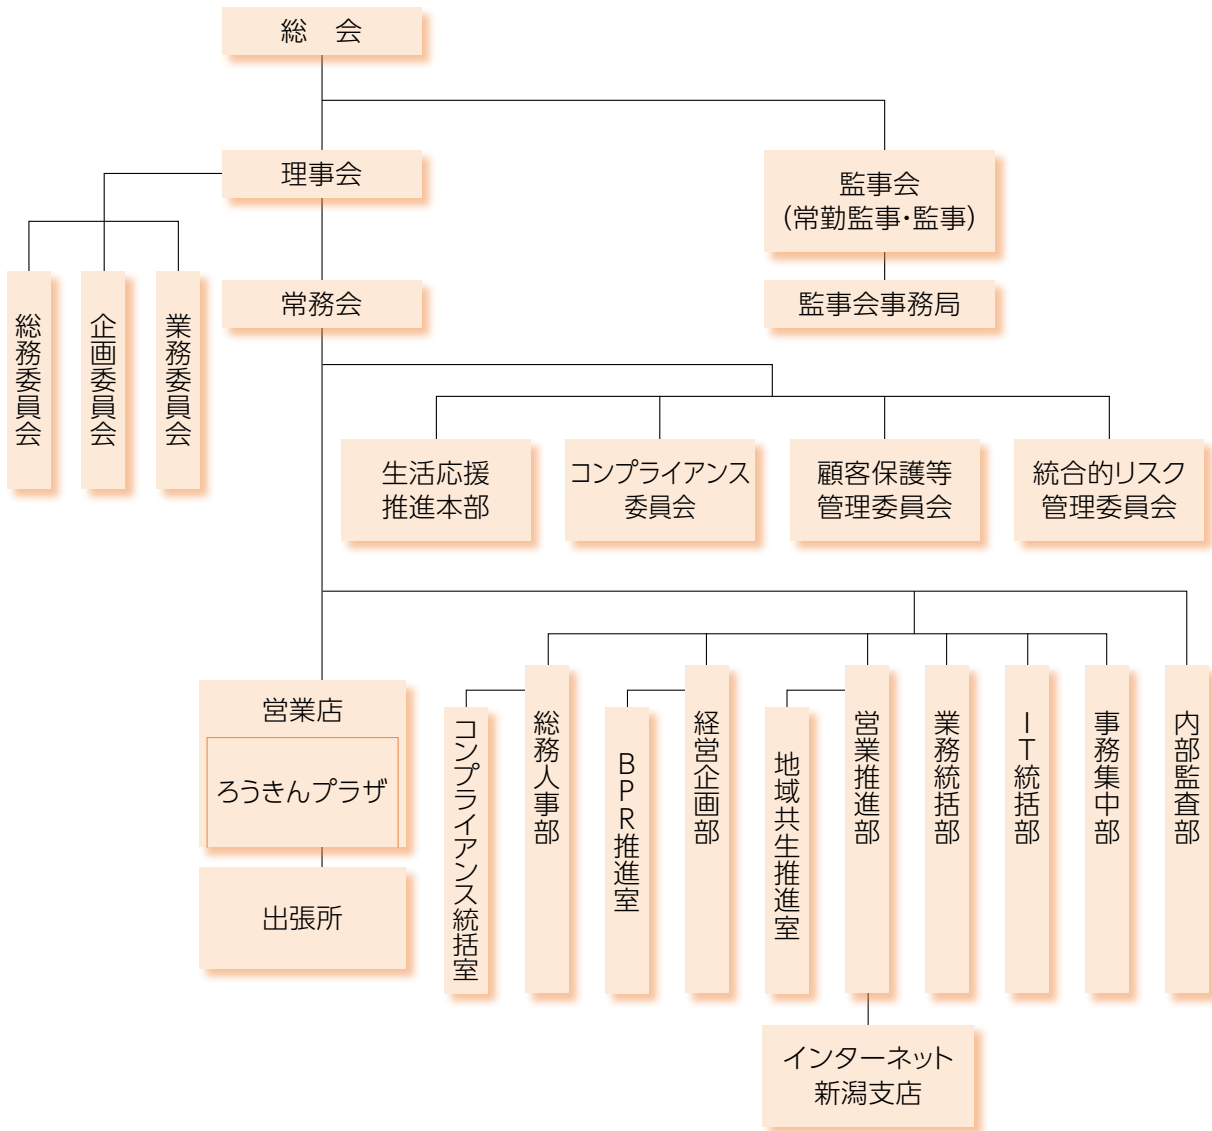 総　会
理事会
監事会
(常勤監事・監事)
常務会
監事会事務局
総務委員会
企画委員会
業務委員会
生活応援
推進本部
コンプライアンス
委員会
顧客保護等
管理委員会
統合的リスク
管理委員会
営業店
ろうきんプラザ
出張所
コンプライアンス統括室
総務人事部
BPR推進室
経営企画部
地域共生推進室
営業推進部
業務統括部
IT統括部
事務集中部
内部監査部
インターネット
新潟支店